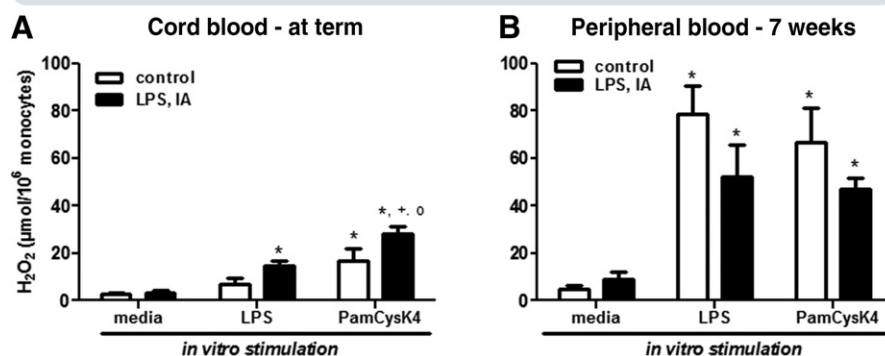 A Cord blood - at term
H₂O₂ (µmol/10⁶ monocytes)
100
80
60
40
20
0
control
LPS, IA
*
*
*, +. o
media LPS PamCysK4
in vitro stimulation
B Peripheral blood - 7 weeks
100
80
60
40
20
0
control
LPS, IA
*
*
*
*
media LPS PamCysK4
in vitro stimulation